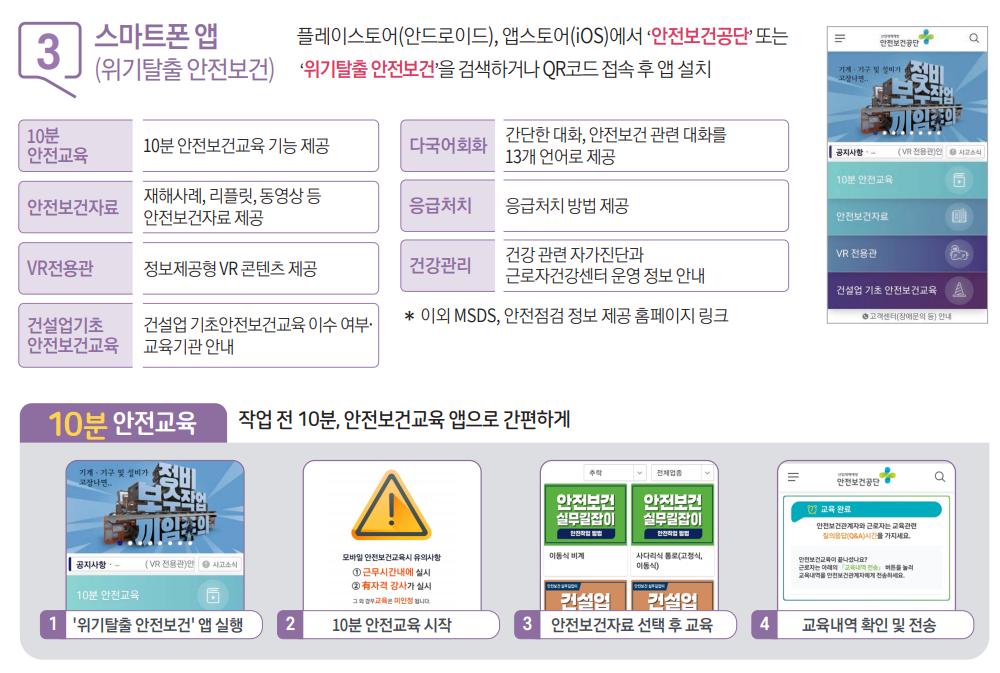 3
스마트폰 앱
(위기탈출 안전보건)
플레이스토어(안드로이드), 앱스토어(iOS)에서 ‘안전보건공단’ 또는
‘위기탈출 안전보건’을 검색하거나 QR코드 접속 후 앱 설치
10분
안전교육
10분 안전보건교육 기능 제공
안전보건자료
재해사례, 리플릿, 동영상 등
안전보건자료 제공
VR전용관
정보제공형 VR 콘텐츠 제공
건설업기초
안전보건교육
건설업 기초안전보건교육 이수 여부·
교육기관 안내
다국어회화
간단한 대화, 안전보건 관련 대화를
13개 언어로 제공
응급처치
응급처치 방법 제공
건강관리
건강 관련 자가진단과
근로자건강센터 운영 정보 안내
* 이외 MSDS, 안전점검 정보 제공 홈페이지 링크
안전보건공단
기계 · 기구 및 설비가
고장나면..
정비
보수작업
끼임주의
공지사항 · –
( VR 전용관)안
사고소식
10분 안전교육
안전보건자료
VR 전용관
건설업 기초 안전보건교육
고객센터(장애문의 등) 안내
10분 안전교육
작업 전 10분, 안전보건교육 앱으로 간편하게
기계 · 기구 및 설비가
고장나면..
정비
보수작업
끼임주의
공지사항 · –
( VR 전용관)안
사고소식
10분 안전교육
1
'위기탈출 안전보건' 앱 실행
모바일 안전보건교육시 유의사항
① 근무시간내에 실시
② 有자격 강사가 실시
그 외 경우 교육은 미인정 됩니다.
2
10분 안전교육 시작
추락
전체업종
안전보건
실무길잡이
안전작업 방법
안전보건
실무길잡이
안전작업 방법
이동식 비계
사다리식 통로(고정식,
이동식)
안전보건 실무길잡이
건설업
안전보건 실무길잡이
건설업
3
안전보건자료 선택 후 교육
안전보건공단
교육 완료
안전보건관계자와 근로자는 교육관련
질의응답(Q&A)시간을 가지세요.
안전보건교육이 끝나셨나요?
근로자는 아래의 「교육내역 전송」 버튼을 눌러
교육내역을 안전보건관계자에게 전송하세요.
4
교육내역 확인 및 전송